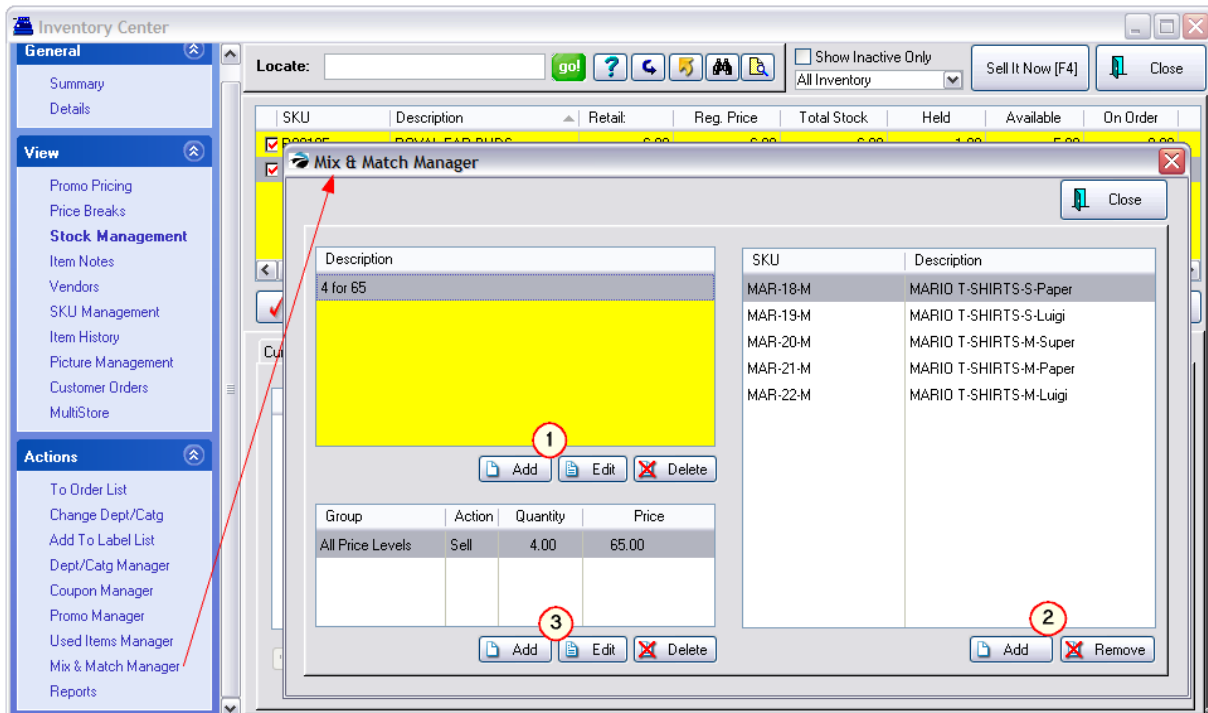 Inventory Center
General
Summary
Details
View
Promo Pricing
Price Breaks
Stock Management
Item Notes
Vendors
SKU Management
Item History
Picture Management
Customer Orders
MultiStore
Actions
To Order List
Change Dept/Catg
Add To Label List
Dept/Catg Manager
Coupon Manager
Promo Manager
Used Items Manager
Mix & Match Manager
Reports
Locate: go! ? Show Inactive Only
All Inventory
Sell It Now [F4] Close
SKU Description Retail: Reg. Price Total Stock Held Available On Order
Mix & Match Manager
Close
Description
4 for 65
1
Add Edit Delete
Group Action Quantity Price
All Price Levels Sell 4.00 65.00
3
Add Edit Delete
SKU Description
MAR-18-M MARIO T-SHIRTS-S-Paper
MAR-19-M MARIO T-SHIRTS-S-Luigi
MAR-20-M MARIO T-SHIRTS-M-Super
MAR-21-M MARIO T-SHIRTS-M-Paper
MAR-22-M MARIO T-SHIRTS-M-Luigi
2
Add Remove